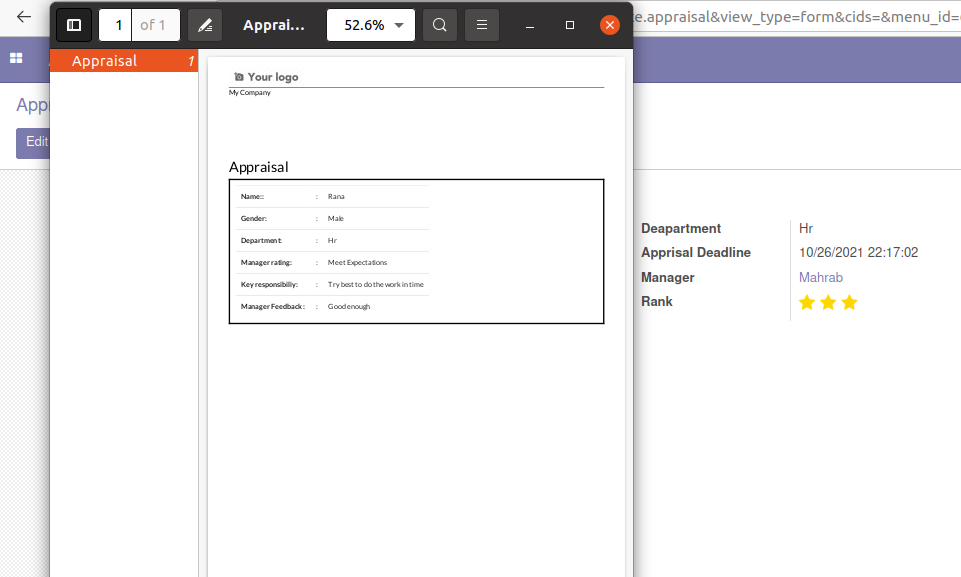 1 of 1 Apprai... 52.6%
e.appraisal&view_type=form&cids=&menu_id=
Appraisal 1
App
Edit
Your logo
My Company
Appraisal
Name:: : Rana
Gender: : Male
Department: : Hr
Manager rating: : Meet Expectations
Key responsibiliy: : Try best to do the work in time
Manager Feedback: : Good enough
Deapartment Hr
Apprisal Deadline 10/26/2021 22:17:02
Manager Mahrab
Rank